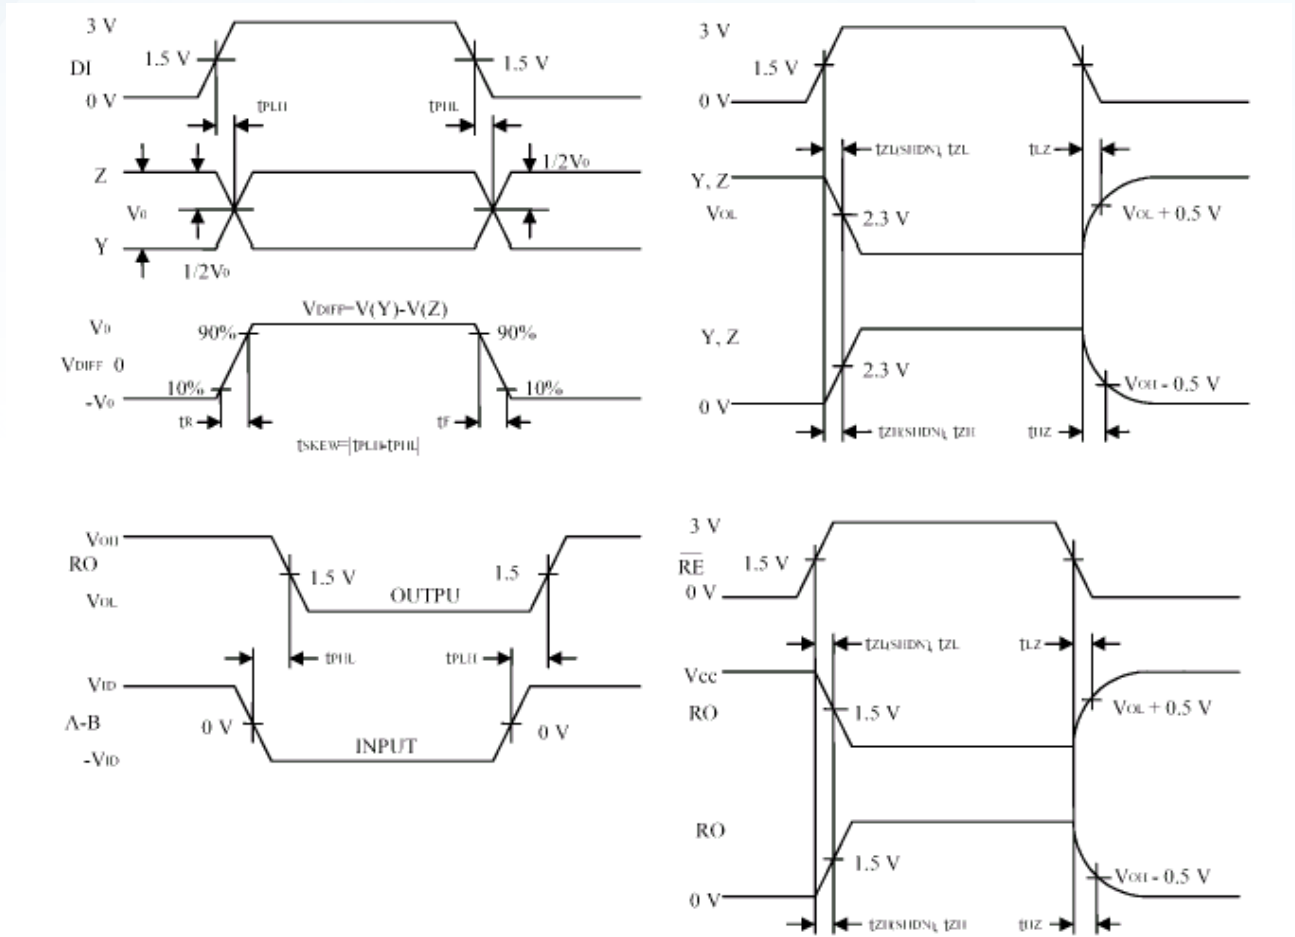 3 V
DI
1.5 V
1.5 V
0 V
tPLH
tPHL
Z
1/2V0
V0
Y
1/2V0
VDIFF=V(Y)-V(Z)
V0
90%
90%
VDIFF 0
10%
10%
-V0
tR
tF
tSKEW=|tPLH-tPHL|
3 V
1.5 V
0 V
tZL(SHDN), tZL
tLZ
Y, Z
VOL
2.3 V
VOL + 0.5 V
Y, Z
2.3 V
VOH - 0.5 V
0 V
tZH(SHDN), tZH
tHZ
VOH
RO
1.5 V
1.5
VOL
OUTPU
tPHL
tPLH
VID
A-B
0 V
0 V
INPUT
-VID
3 V
RE
1.5 V
0 V
tZL(SHDN), tZL
tLZ
Vcc
RO
1.5 V
VOL + 0.5 V
RO
1.5 V
VOH - 0.5 V
0 V
tZH(SHDN), tZH
tHZ